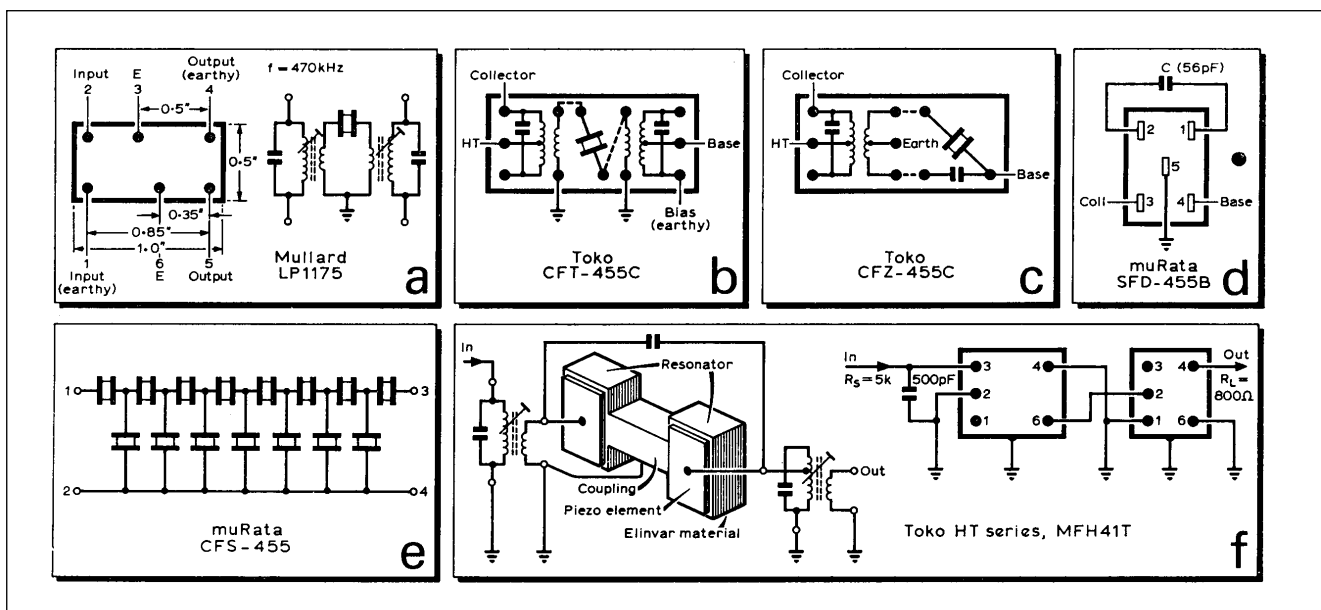 Input
2
E
3
Output
(earthy)
4
f = 470kHz
0·5"
0·5"
0·35"
0·85"
1·0"
1
Input
(earthy)
6
E
5
Output
Mullard
LP1175
a
Collector
HT
Base
Bias
(earthy)
Toko
CFT-455C
b
Collector
HT
Earth
Base
Toko
CFZ-455C
c
C (56pF)
2
1
5
Coll
3
4
Base
muRata
SFD-455B
d
1
3
2
4
muRata
CFS-455
e
In
Resonator
Coupling
Piezo element
Elinvar material
Out
In
RS=5k
500pF
3
4
2
1
6
3
4
2
1
6
Out
RL=
800Ω
Toko HT series, MFH41T
f